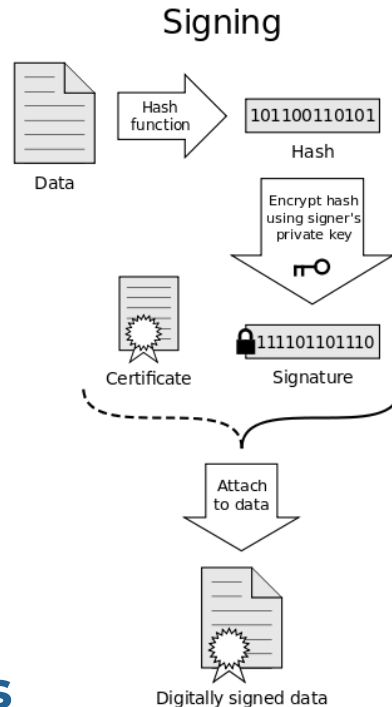 Signing
Hash
function
101100110101
Data
Hash
Encrypt hash
using signer's
private key
111101101110
Certificate
Signature
Attach
to data
s
Digitally signed data